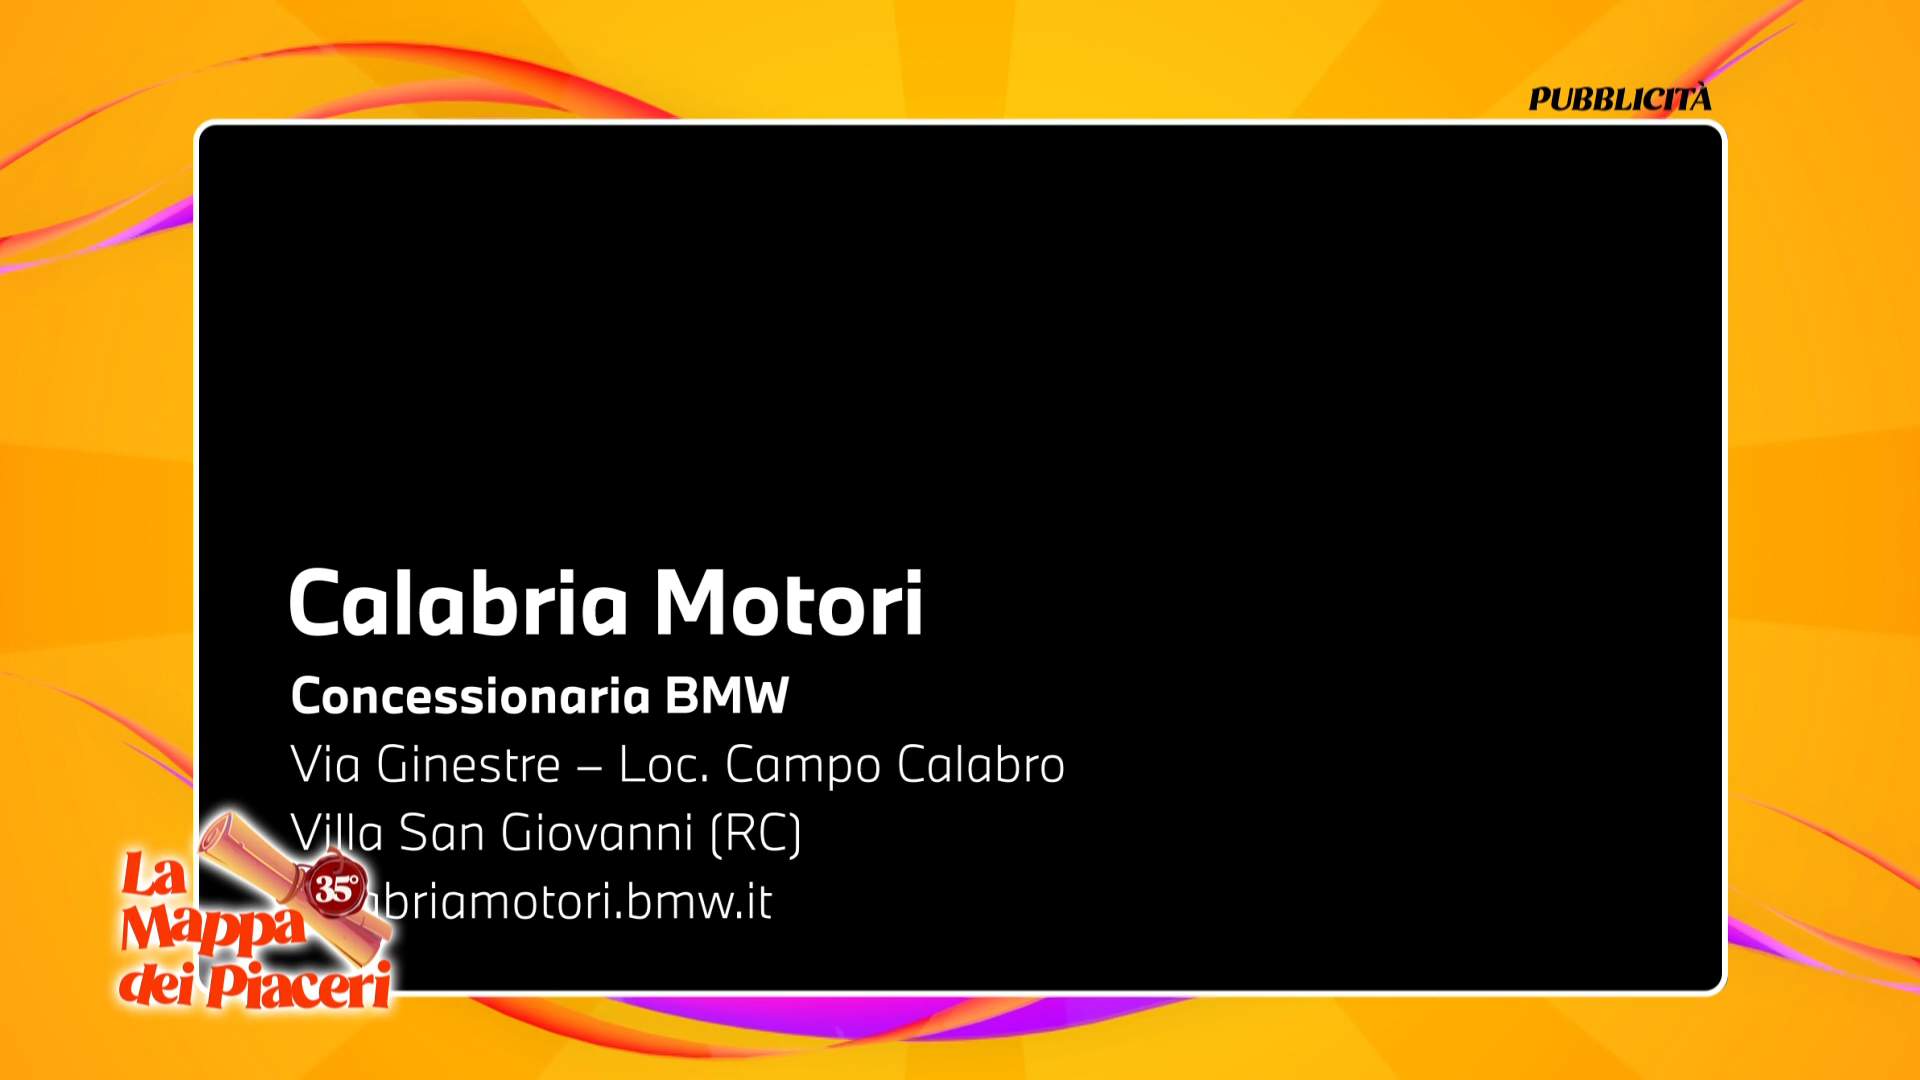 PUBBLICITÀ
Calabria Motori
Concessionaria BMW
Via Ginestre – Loc. Campo Calabro
Villa San Giovanni (RC)
abriamotori.bmw.it
35°
La
Mappa
dei Piaceri